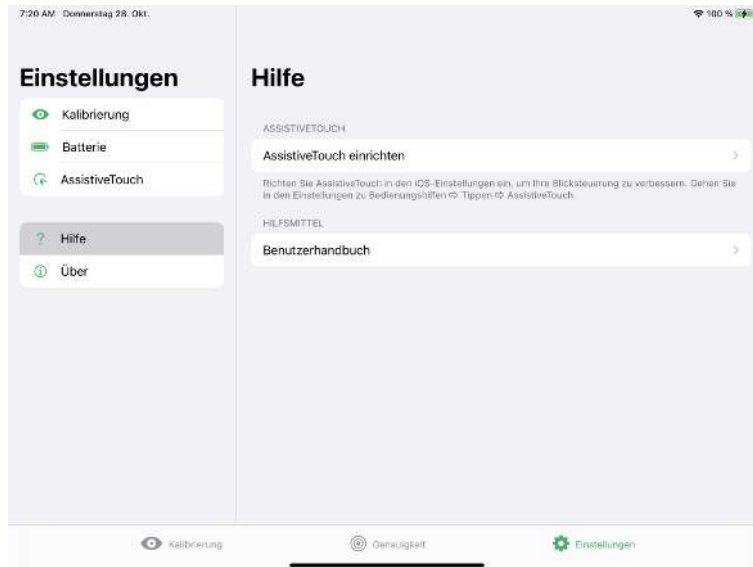 7:20 AM Donnerstag 28. Okt.
100 %
Einstellungen
Kalibrierung
Batterie
AssistiveTouch
Hilfe
Über
Hilfe
ASSISTIVETOUCH
AssistiveTouch einrichten
Richten Sie AssistiveTouch in den iOS-Einstellungen ein, um Ihre Blicksteuerung zu verbessern. Gehen Sie
in den Einstellungen zu Bedienungshilfen ➪ Tippen ➪ AssistiveTouch.
HILFSMITTEL
Benutzerhandbuch
Kalibrierung
Genauigkeit
Einstellungen